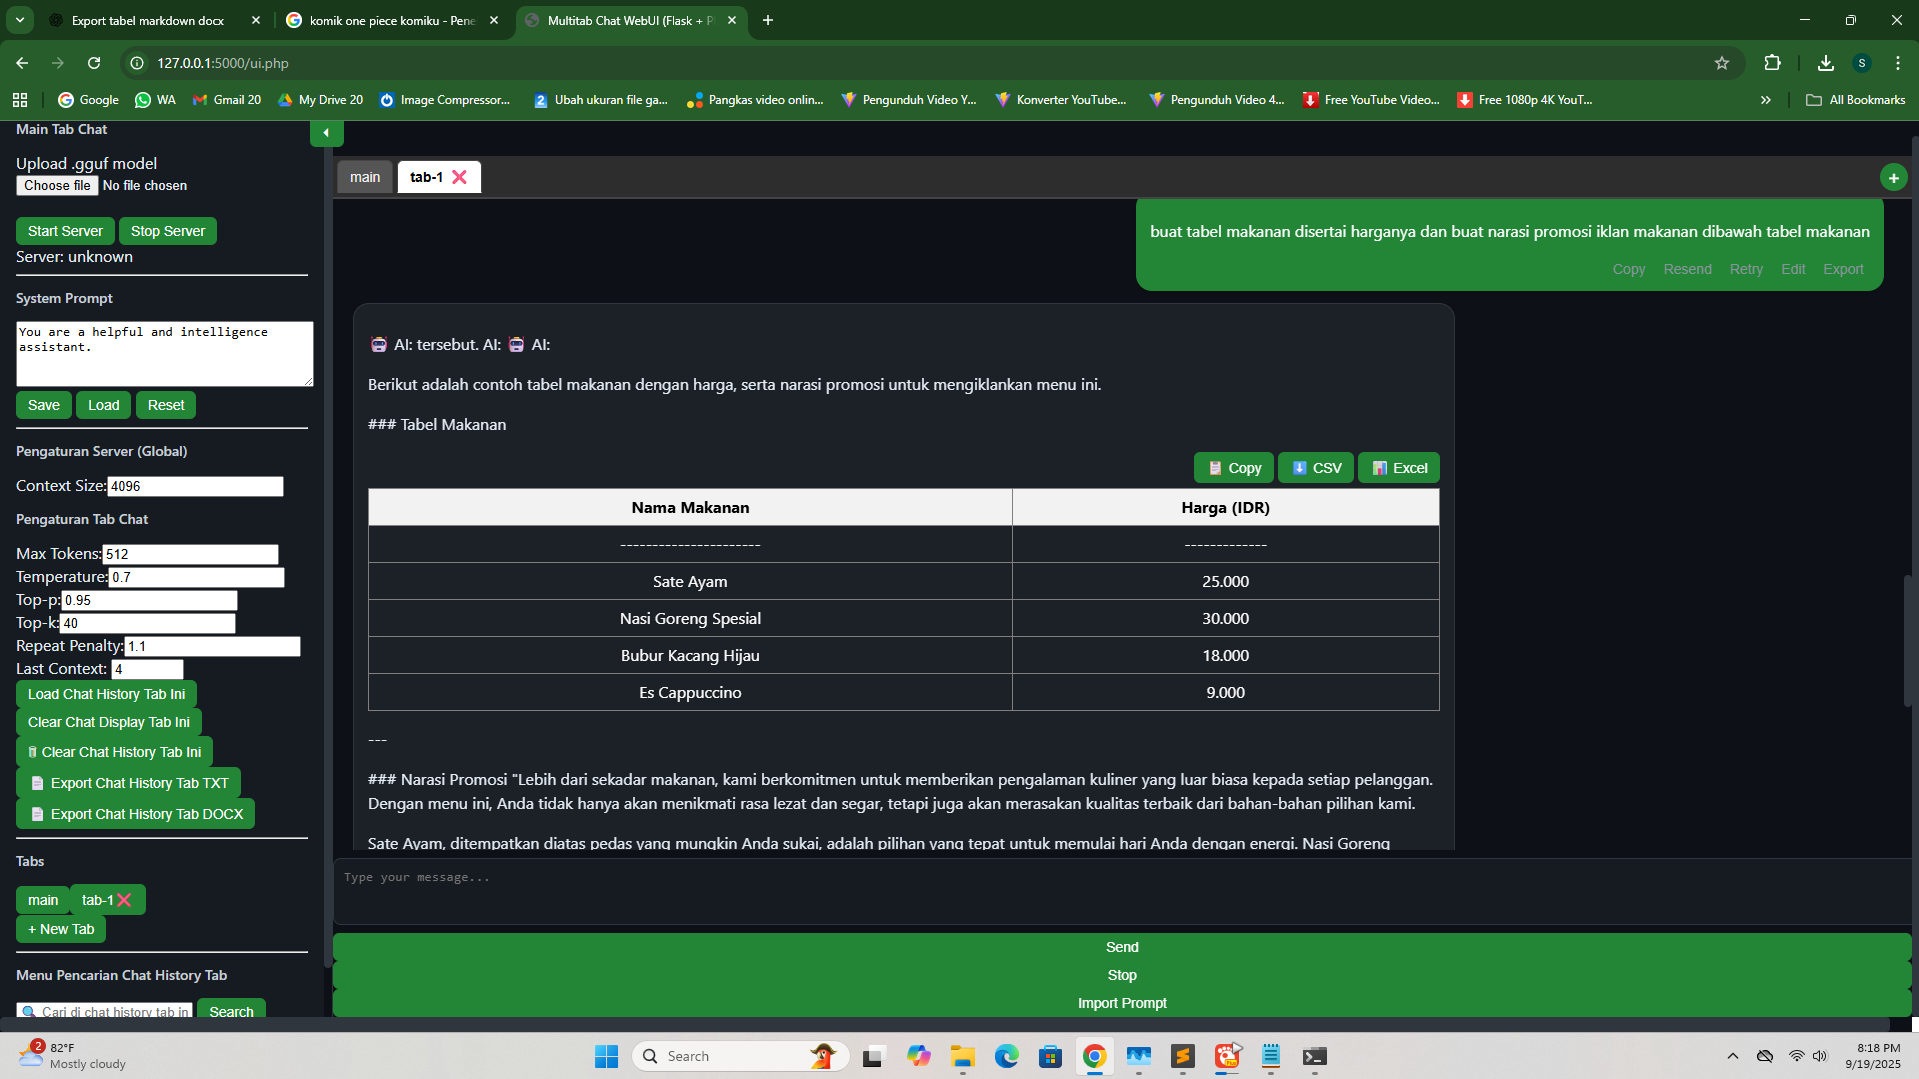 Export tabel markdown docx
komik one piece komiku - Pene
Multitab Chat WebUI (Flask + P
127.0.0.1:5000/ui.php
S
Google
WA
Gmail 20
My Drive 20
Image Compressor...
Ubah ukuran file ga...
Pangkas video onlin...
Pengunduh Video Y...
Konverter YouTube...
Pengunduh Video 4...
Free YouTube Video...
Free 1080p 4K YouT...
All Bookmarks
Main Tab Chat
Upload .gguf model
Choose file No file chosen
Start Server Stop Server
Server: unknown
System Prompt
You are a helpful and intelligence
assistant.
Save Load Reset
Pengaturan Server (Global)
Context Size: 4096
Pengaturan Tab Chat
Max Tokens: 512
Temperature: 0.7
Top-p: 0.95
Top-k: 40
Repeat Penalty: 1.1
Last Context: 4
Load Chat History Tab Ini
Clear Chat Display Tab Ini
Clear Chat History Tab Ini
Export Chat History Tab TXT
Export Chat History Tab DOCX
Tabs
main tab-1
+ New Tab
Menu Pencarian Chat History Tab
Cari di chat history tab in Search
main tab-1
+
buat tabel makanan disertai harganya dan buat narasi promosi iklan makanan dibawah tabel makanan
Copy Resend Retry Edit Export
AI: tersebut. AI: AI:
Berikut adalah contoh tabel makanan dengan harga, serta narasi promosi untuk mengiklankan menu ini.
### Tabel Makanan
Copy CSV Excel
Nama Makanan Harga (IDR)
---------------------- -------------
Sate Ayam 25.000
Nasi Goreng Spesial 30.000
Bubur Kacang Hijau 18.000
Es Cappuccino 9.000
---
### Narasi Promosi "Lebih dari sekadar makanan, kami berkomitmen untuk memberikan pengalaman kuliner yang luar biasa kepada setiap pelanggan.
Dengan menu ini, Anda tidak hanya akan menikmati rasa lezat dan segar, tetapi juga akan merasakan kualitas terbaik dari bahan-bahan pilihan kami.
Sate Ayam, ditempatkan diatas pedas yang mungkin Anda sukai, adalah pilihan yang tepat untuk memulai hari Anda dengan energi. Nasi Goreng
Type your message...
Send
Stop
Import Prompt
2
82°F
Mostly cloudy
Search
8:18 PM
9/19/2025